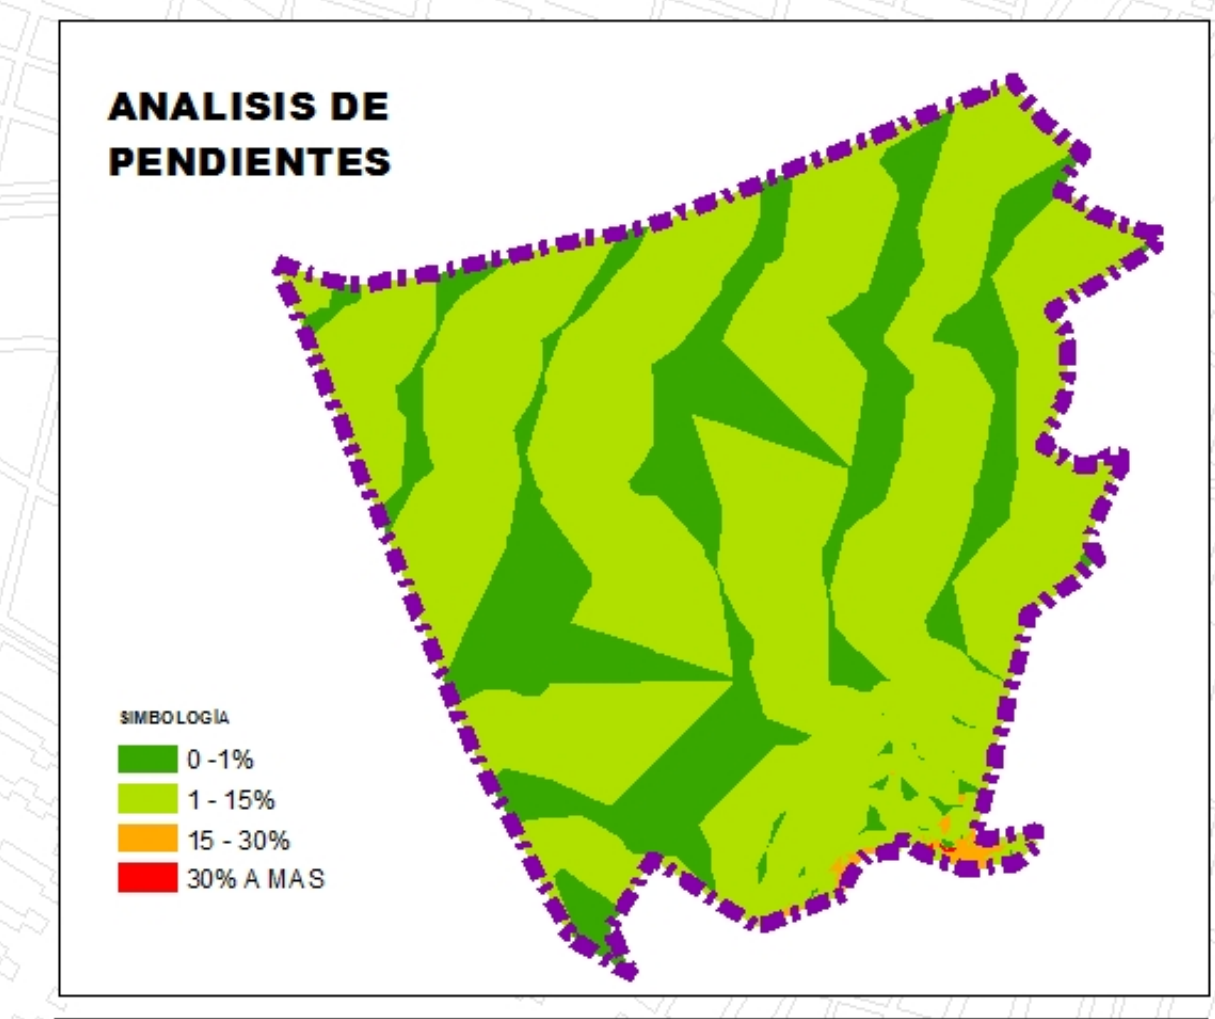 ANALISIS DE
PENDIENTES
SIMBOLOGÍA
0 -1%
1 - 15%
15 - 30%
30% A MAS